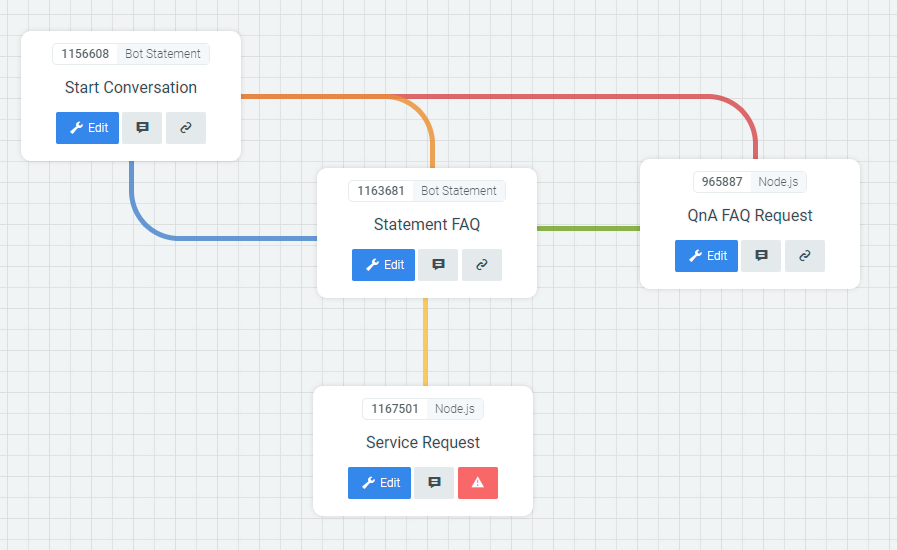 1156608 Bot Statement
Start Conversation
Edit
1163681 Bot Statement
Statement FAQ
Edit
965887 Node.js
QnA FAQ Request
Edit
1167501 Node.js
Service Request
Edit